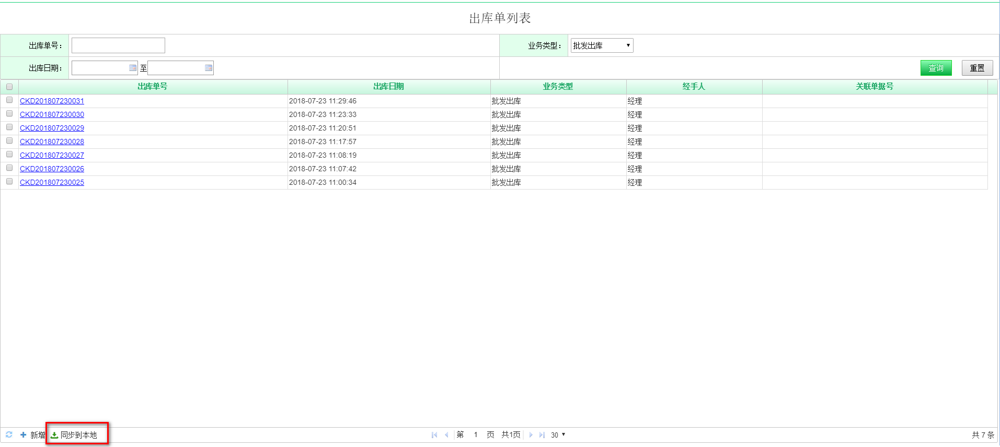 出库单列表
出库单号： 业务类型： 批发出库
出库日期： 至 查询 重置
出库单号 出库日期 业务类型 经手人 关联单据号
CKD201807230031 2018-07-23 11:29:46 批发出库 经理
CKD201807230030 2018-07-23 11:23:33 批发出库 经理
CKD201807230029 2018-07-23 11:20:51 批发出库 经理
CKD201807230028 2018-07-23 11:17:57 批发出库 经理
CKD201807230027 2018-07-23 11:08:19 批发出库 经理
CKD201807230026 2018-07-23 11:07:42 批发出库 经理
CKD201807230025 2018-07-23 11:00:34 批发出库 经理
新增 同步到本地 第 1 页 共1页 30 共 7 条